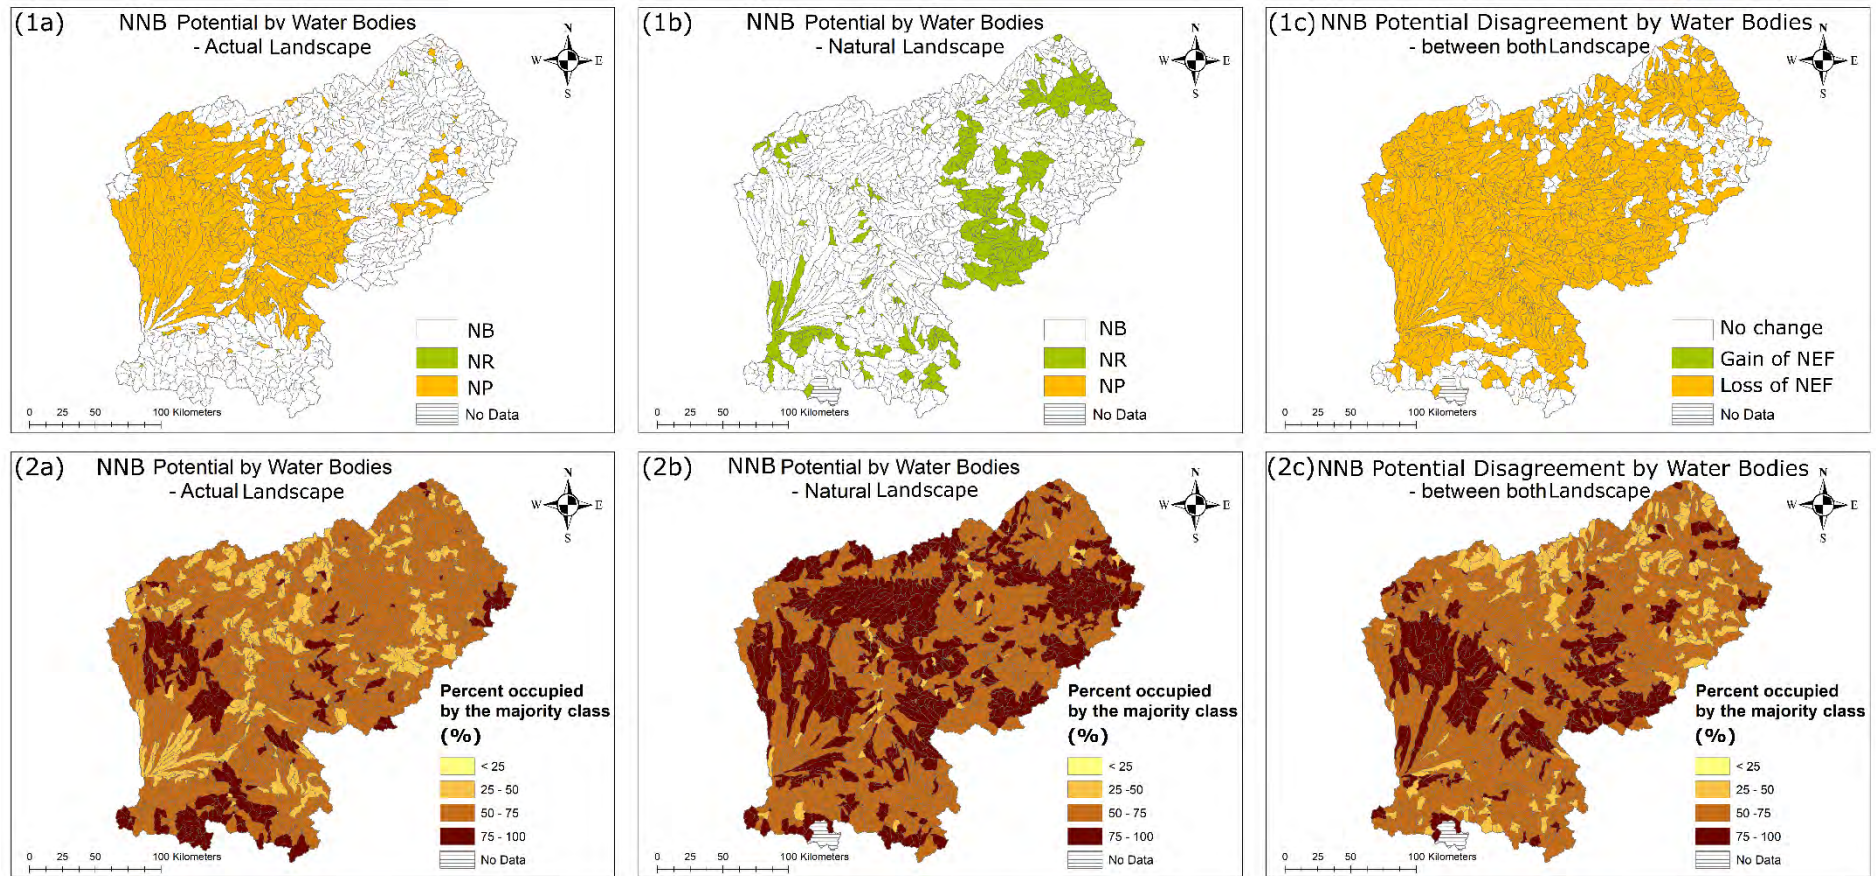 (1a) NNB Potential by Water Bodies
- Actual Landscape
N
W E
S
NB
NR
NP
No Data
0 25 50 100 Kilometers
(1b) NNB Potential by Water Bodies
- Natural Landscape
N
W E
S
NB
NR
NP
No Data
0 25 50 100 Kilometers
(1c) NNB Potential Disagreement by Water Bodies
- between both Landscape
N
W E
S
No change
Gain of NEF
Loss of NEF
No Data
0 25 50 100 Kilometers
(2a) NNB Potential by Water Bodies
- Actual Landscape
N
W E
S
Percent occupied
by the majority class
(%)
< 25
25 - 50
50 - 75
75 - 100
No Data
0 25 50 100 Kilometers
(2b) NNB Potential by Water Bodies
- Natural Landscape
N
W E
S
Percent occupied
by the majority class
(%)
< 25
25 -50
50 -75
75 - 100
No Data
0 25 50 100 Kilometers
(2c) NNB Potential Disagreement by Water Bodies
- between both Landscape
N
W E
S
Percent occupied
by the majority class
(%)
< 25
25 - 50
50 -75
75 - 100
No Data
0 25 50 100 Kilometers